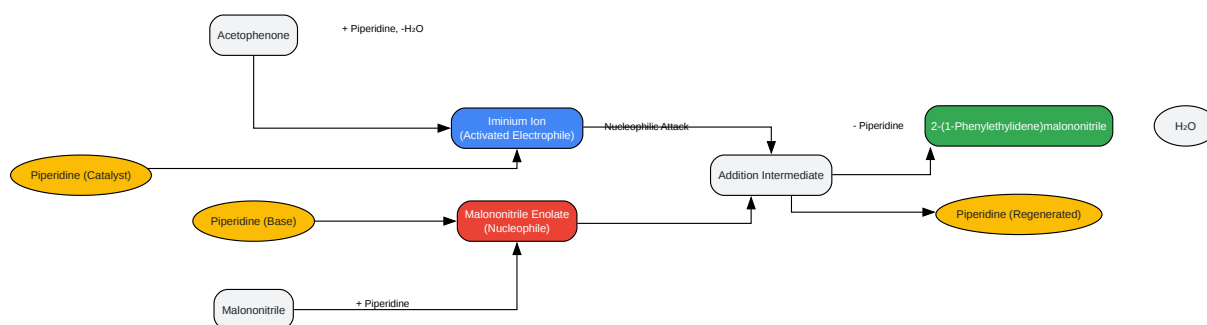 Acetophenone
+ Piperidine, -H₂O
Iminium Ion
(Activated Electrophile)
Nucleophilic Attack
- Piperidine
2-(1-Phenylethylidene)malononitrile
H₂O
Piperidine (Catalyst)
Addition Intermediate
Piperidine (Base)
Malononitrile Enolate
(Nucleophile)
Piperidine (Regenerated)
Malononitrile
+ Piperidine